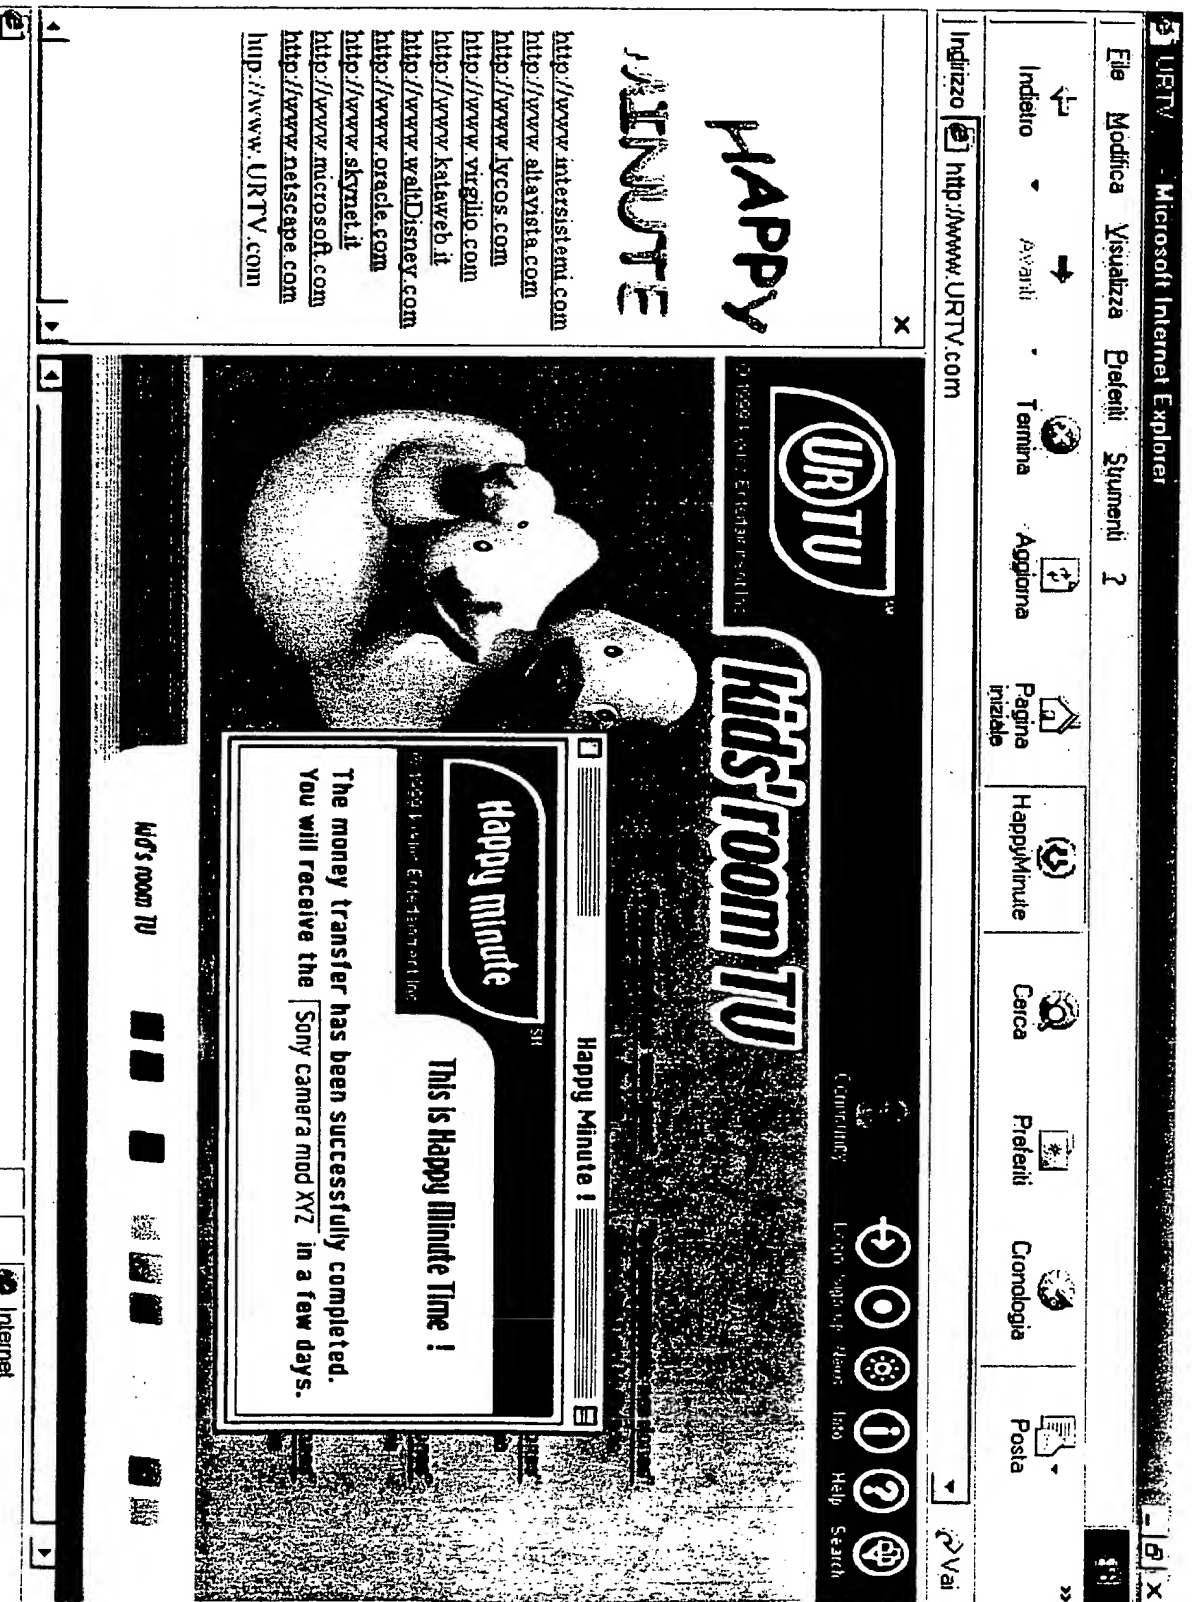 URTV - Microsoft Internet Explorer
File Modifica Visualizza Preferiti Strumenti ?
Indietro Avanti Termina Aggiorna Pagina iniziale HappyMinute Cerca Preferiti Cronologia Posta »
Indirizzo http://www.URTV.com Vai
HAPPY
MINUTE
http://www.intersistemi.com
http://www.altavista.com
http://www.lycos.com
http://www.virgilio.com
http://www.kataweb.it
http://www.waltDisney.com
http://www.oracle.com
http://www.skynet.it
http://www.microsoft.com
http://www.netscape.com
http://www.URTV.com
URTV
Community Info Help Search
kids' room TV
Happy Minute !
Happy Minute SM
This is Happy Minute Time !
The money transfer has been successfully completed.
You will receive the Sony camera mod XYZ in a few days.
kid's room TV
Internet